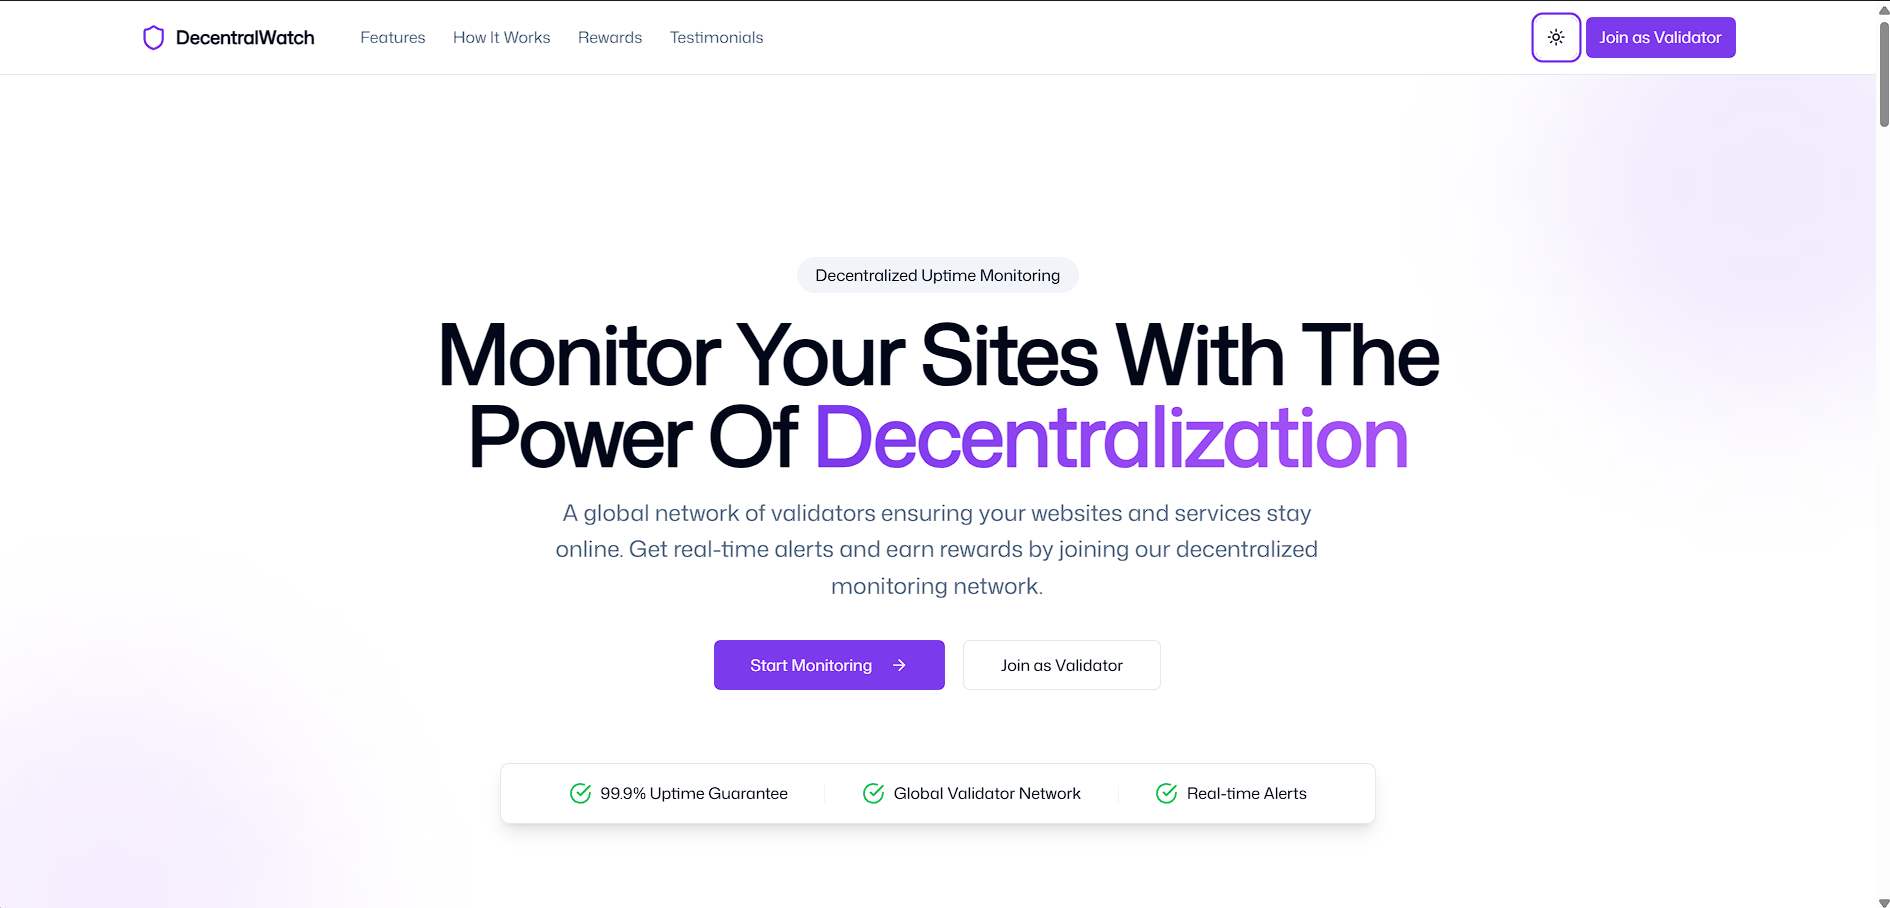 DecentralWatch
Features
How It Works
Rewards
Testimonials
Join as Validator
Decentralized Uptime Monitoring
Monitor Your Sites With The
Power Of Decentralization
A global network of validators ensuring your websites and services stay
online. Get real-time alerts and earn rewards by joining our decentralized
monitoring network.
Start Monitoring
Join as Validator
99.9% Uptime Guarantee
Global Validator Network
Real-time Alerts